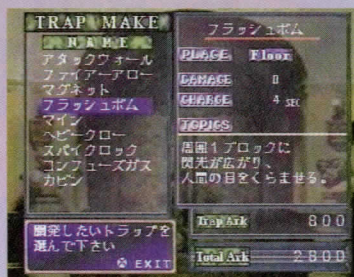 TRAP MAKE
NAME
アタックウォール
ファイアーアロー
マグネット
フラッシュボム
マイン
ヘビークロー
スパイクロック
コンフューズガス
カビン
開発したいトラップを
選んで下さい
⊗ EXIT
フラッシュボム
PLACE Floor
DAMAGE 0
CHARGE 4 SEC
TOPICS
周囲1ブロックに
閃光が広がり、
人間の目をくらませる。
Trap Ark 800
Total Ark 2800